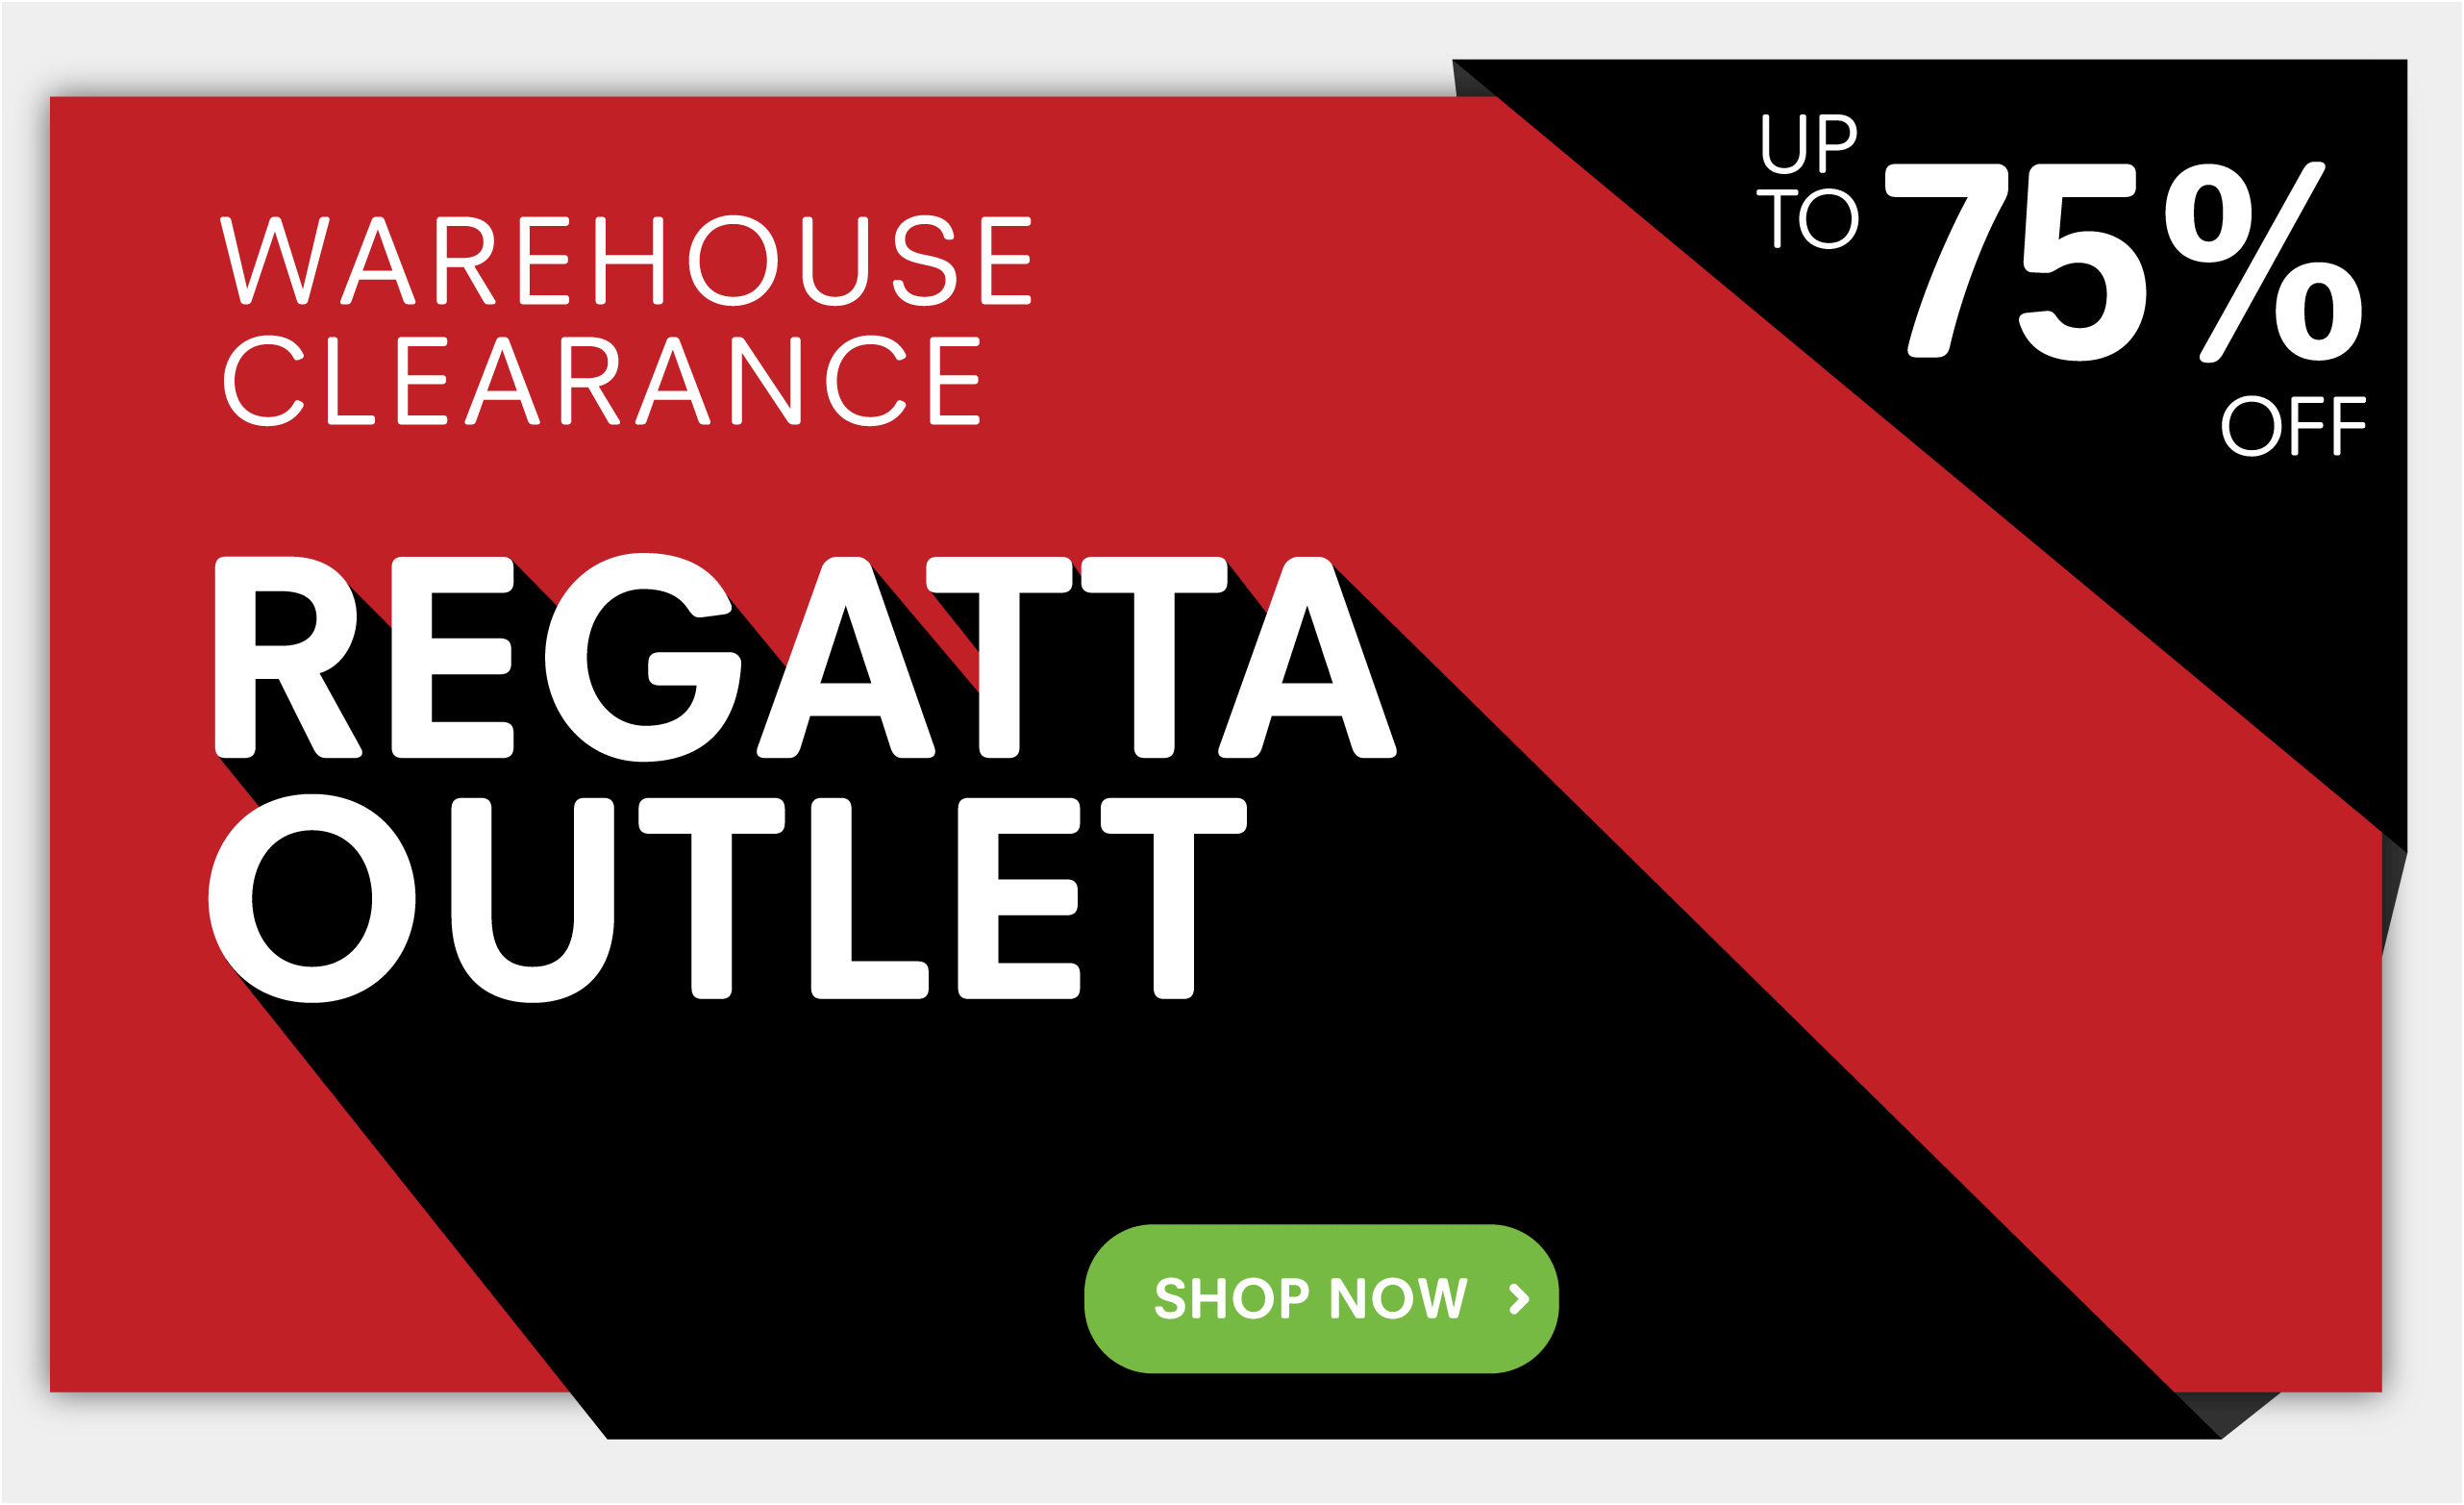 WAREHOUSE
CLEARANCE
UP
TO
75%
OFF
REGATTA
OUTLET
SHOP NOW